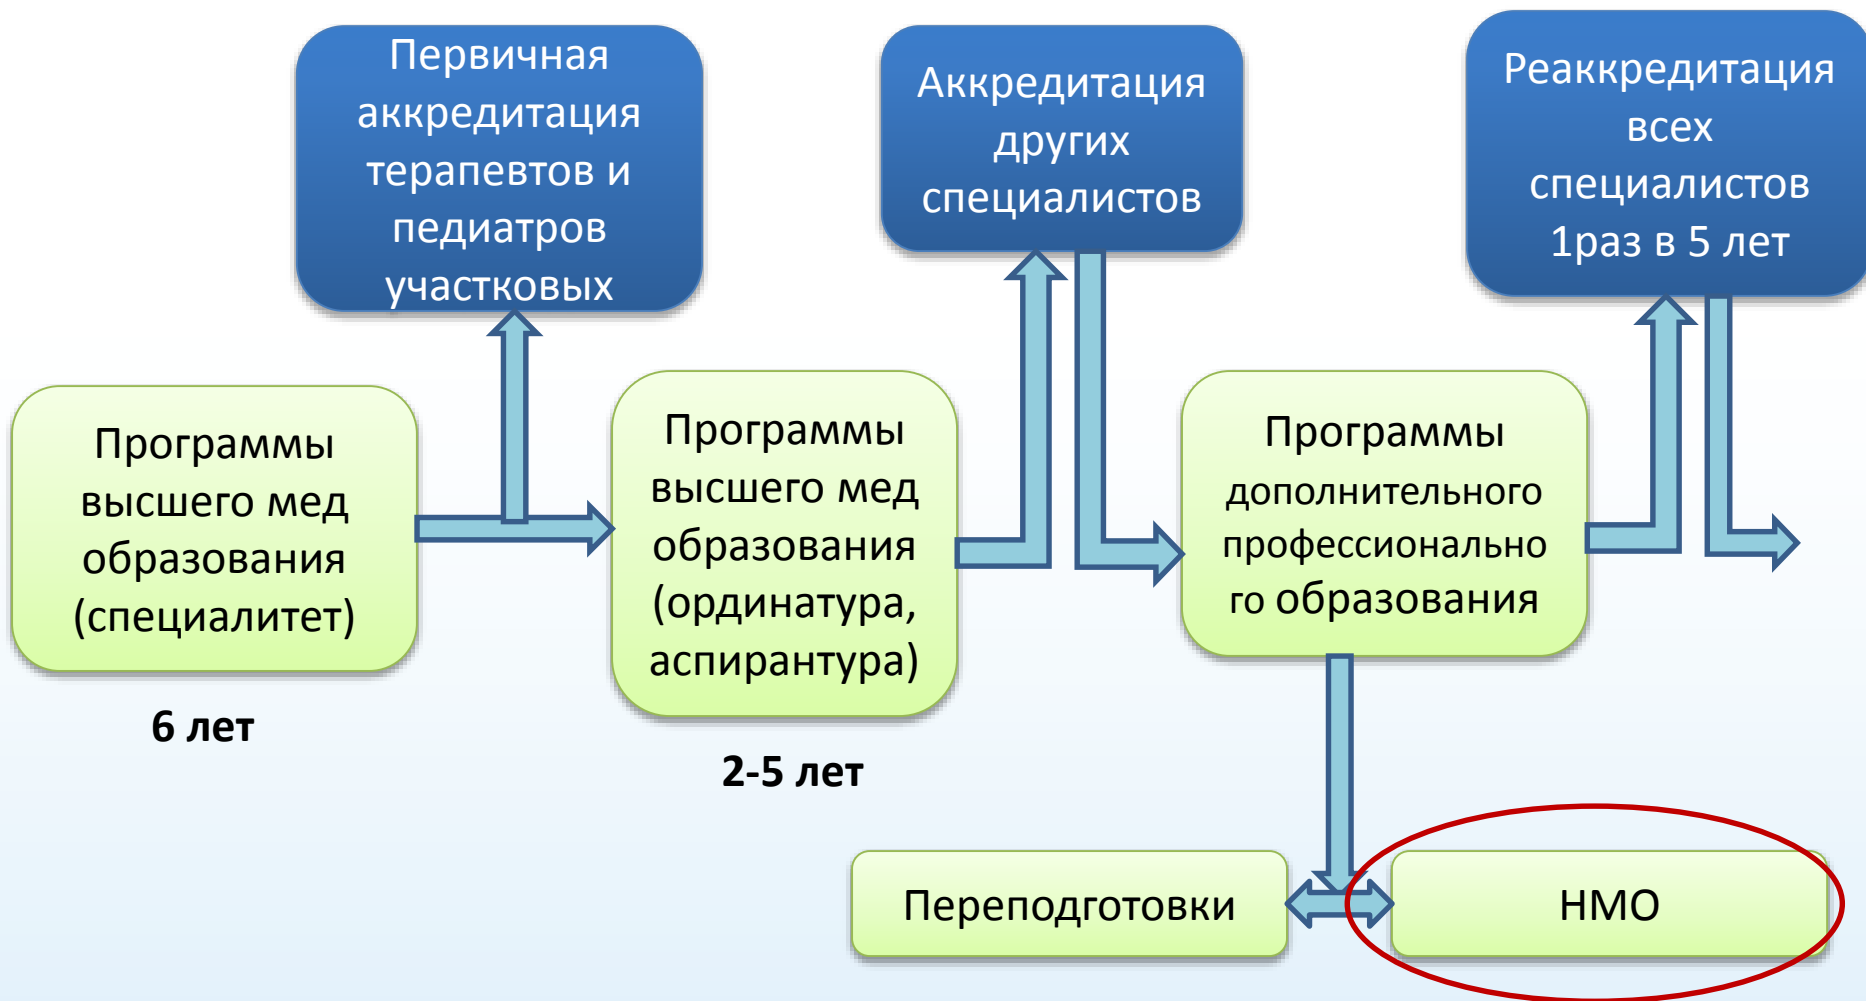 Первичная
аккредитация
терапевтов и
педиатров
участковых
Аккредитация
других
специалистов
Реаккредитация
всех
специалистов
1раз в 5 лет
Программы
высшего мед
образования
(специалитет)
6 лет
Программы
высшего мед
образования
(ординатура,
аспирантура)
2-5 лет
Программы
дополнительного
профессионально
го образования
Переподготовки
НМО